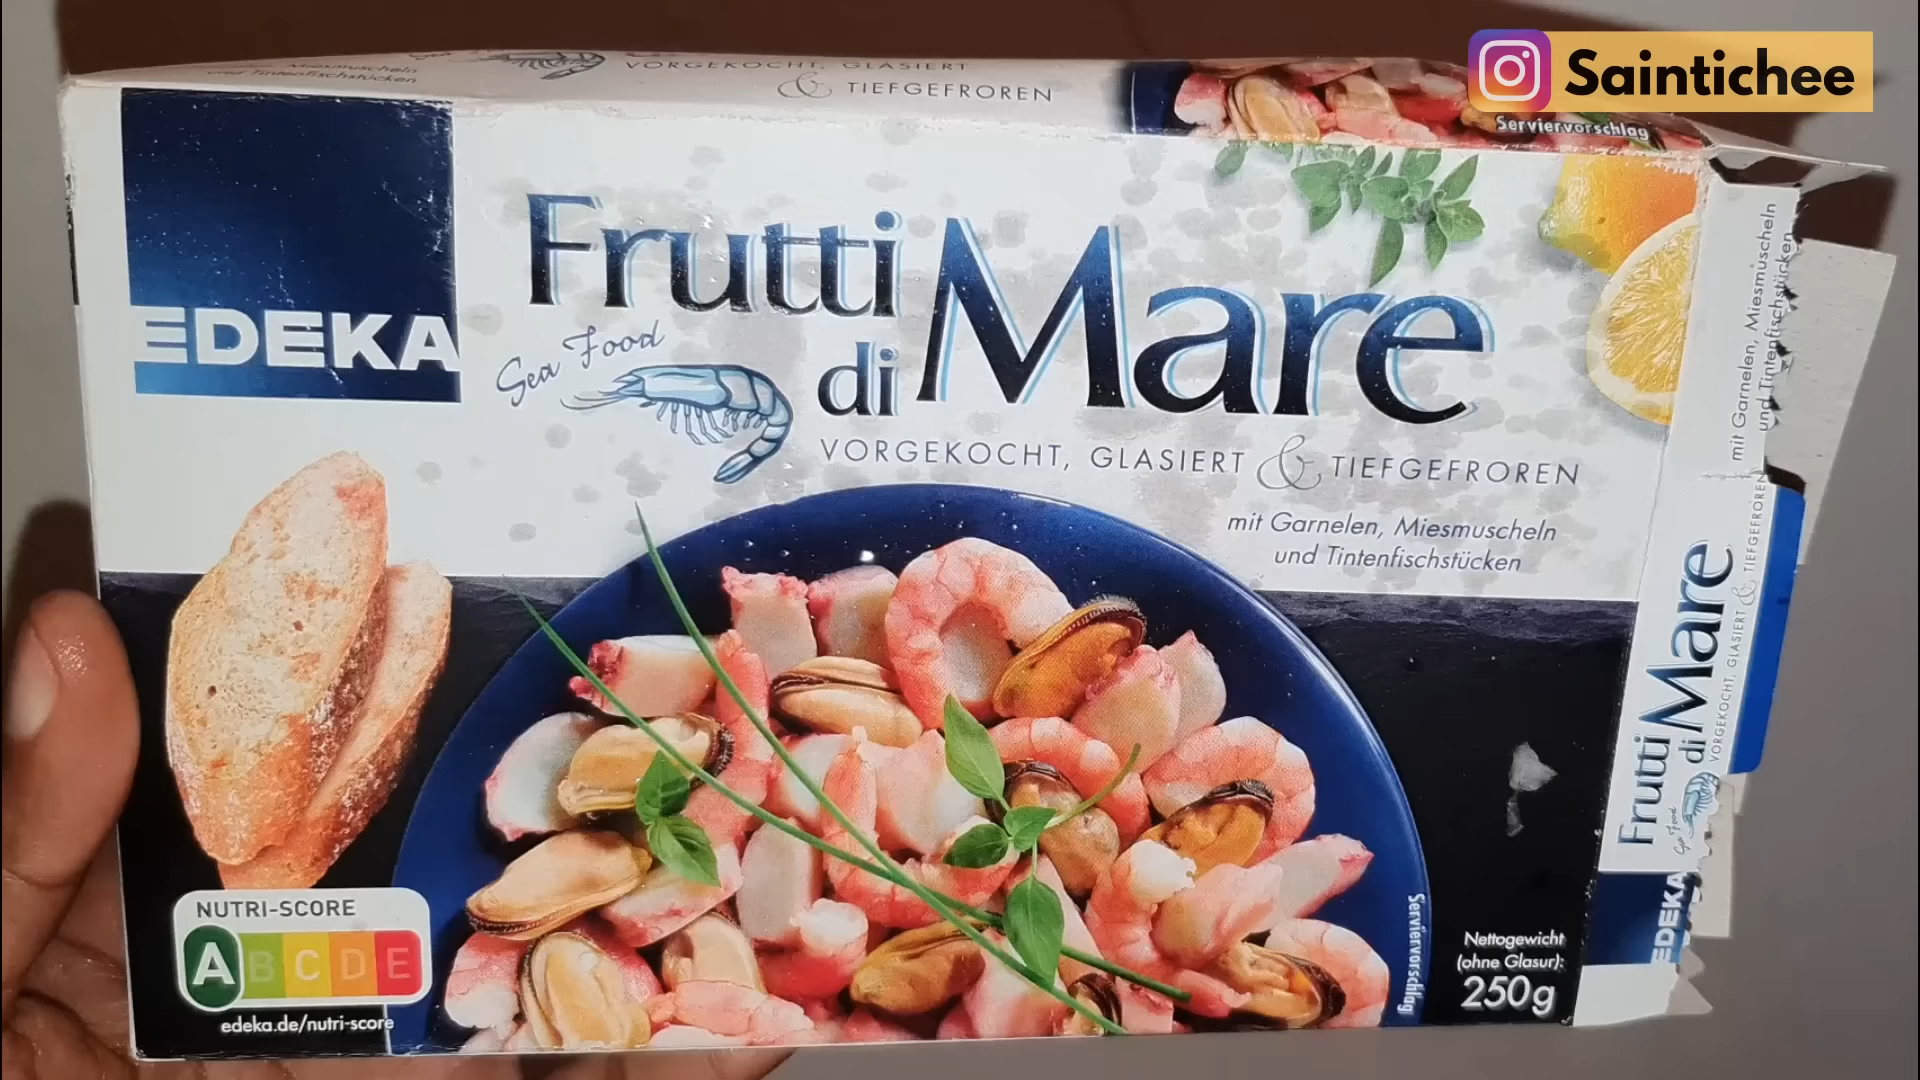 Saintichee
und Tintenfischstücken
VORGEKOCHT, GLASIERT
& TIEFGEFROREN
Serviervorschlag
EDEKA
Frutti
di Mare
Sea Food
VORGEKOCHT, GLASIERT & TIEFGEFROREN
mit Garnelen, Miesmuscheln
und Tintenfischstücken
NUTRI-SCORE
A B C D E
edeka.de/nutri-score
Serviervorschlag
Nettogewicht
(ohne Glasur):
250g
EDEKA
Frutti
di Mare
Sea Food
VORGEKOCHT, GLASIERT & TIEFGEFROREN
mit Garnelen, Miesmuscheln
und Tintenfischstücken